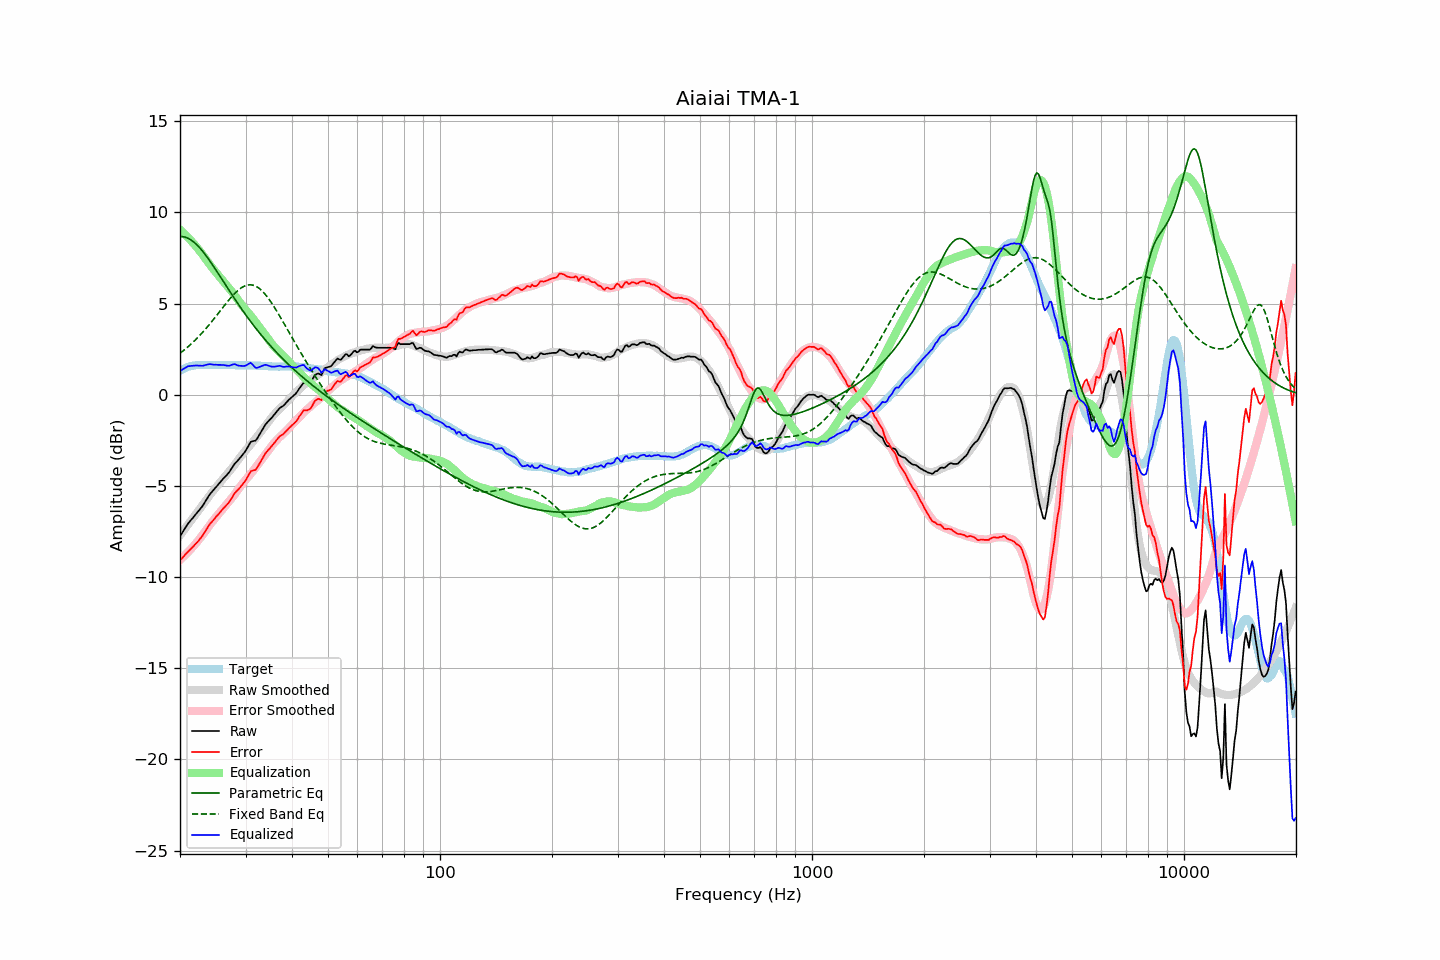 Aiaiai TMA-1
15
10
5
0
−5
−10
−15
−20
−25
Amplitude (dBr)
Target
Raw Smoothed
Error Smoothed
Raw
Error
Equalization
Parametric Eq
Fixed Band Eq
Equalized
100
1000
10000
Frequency (Hz)